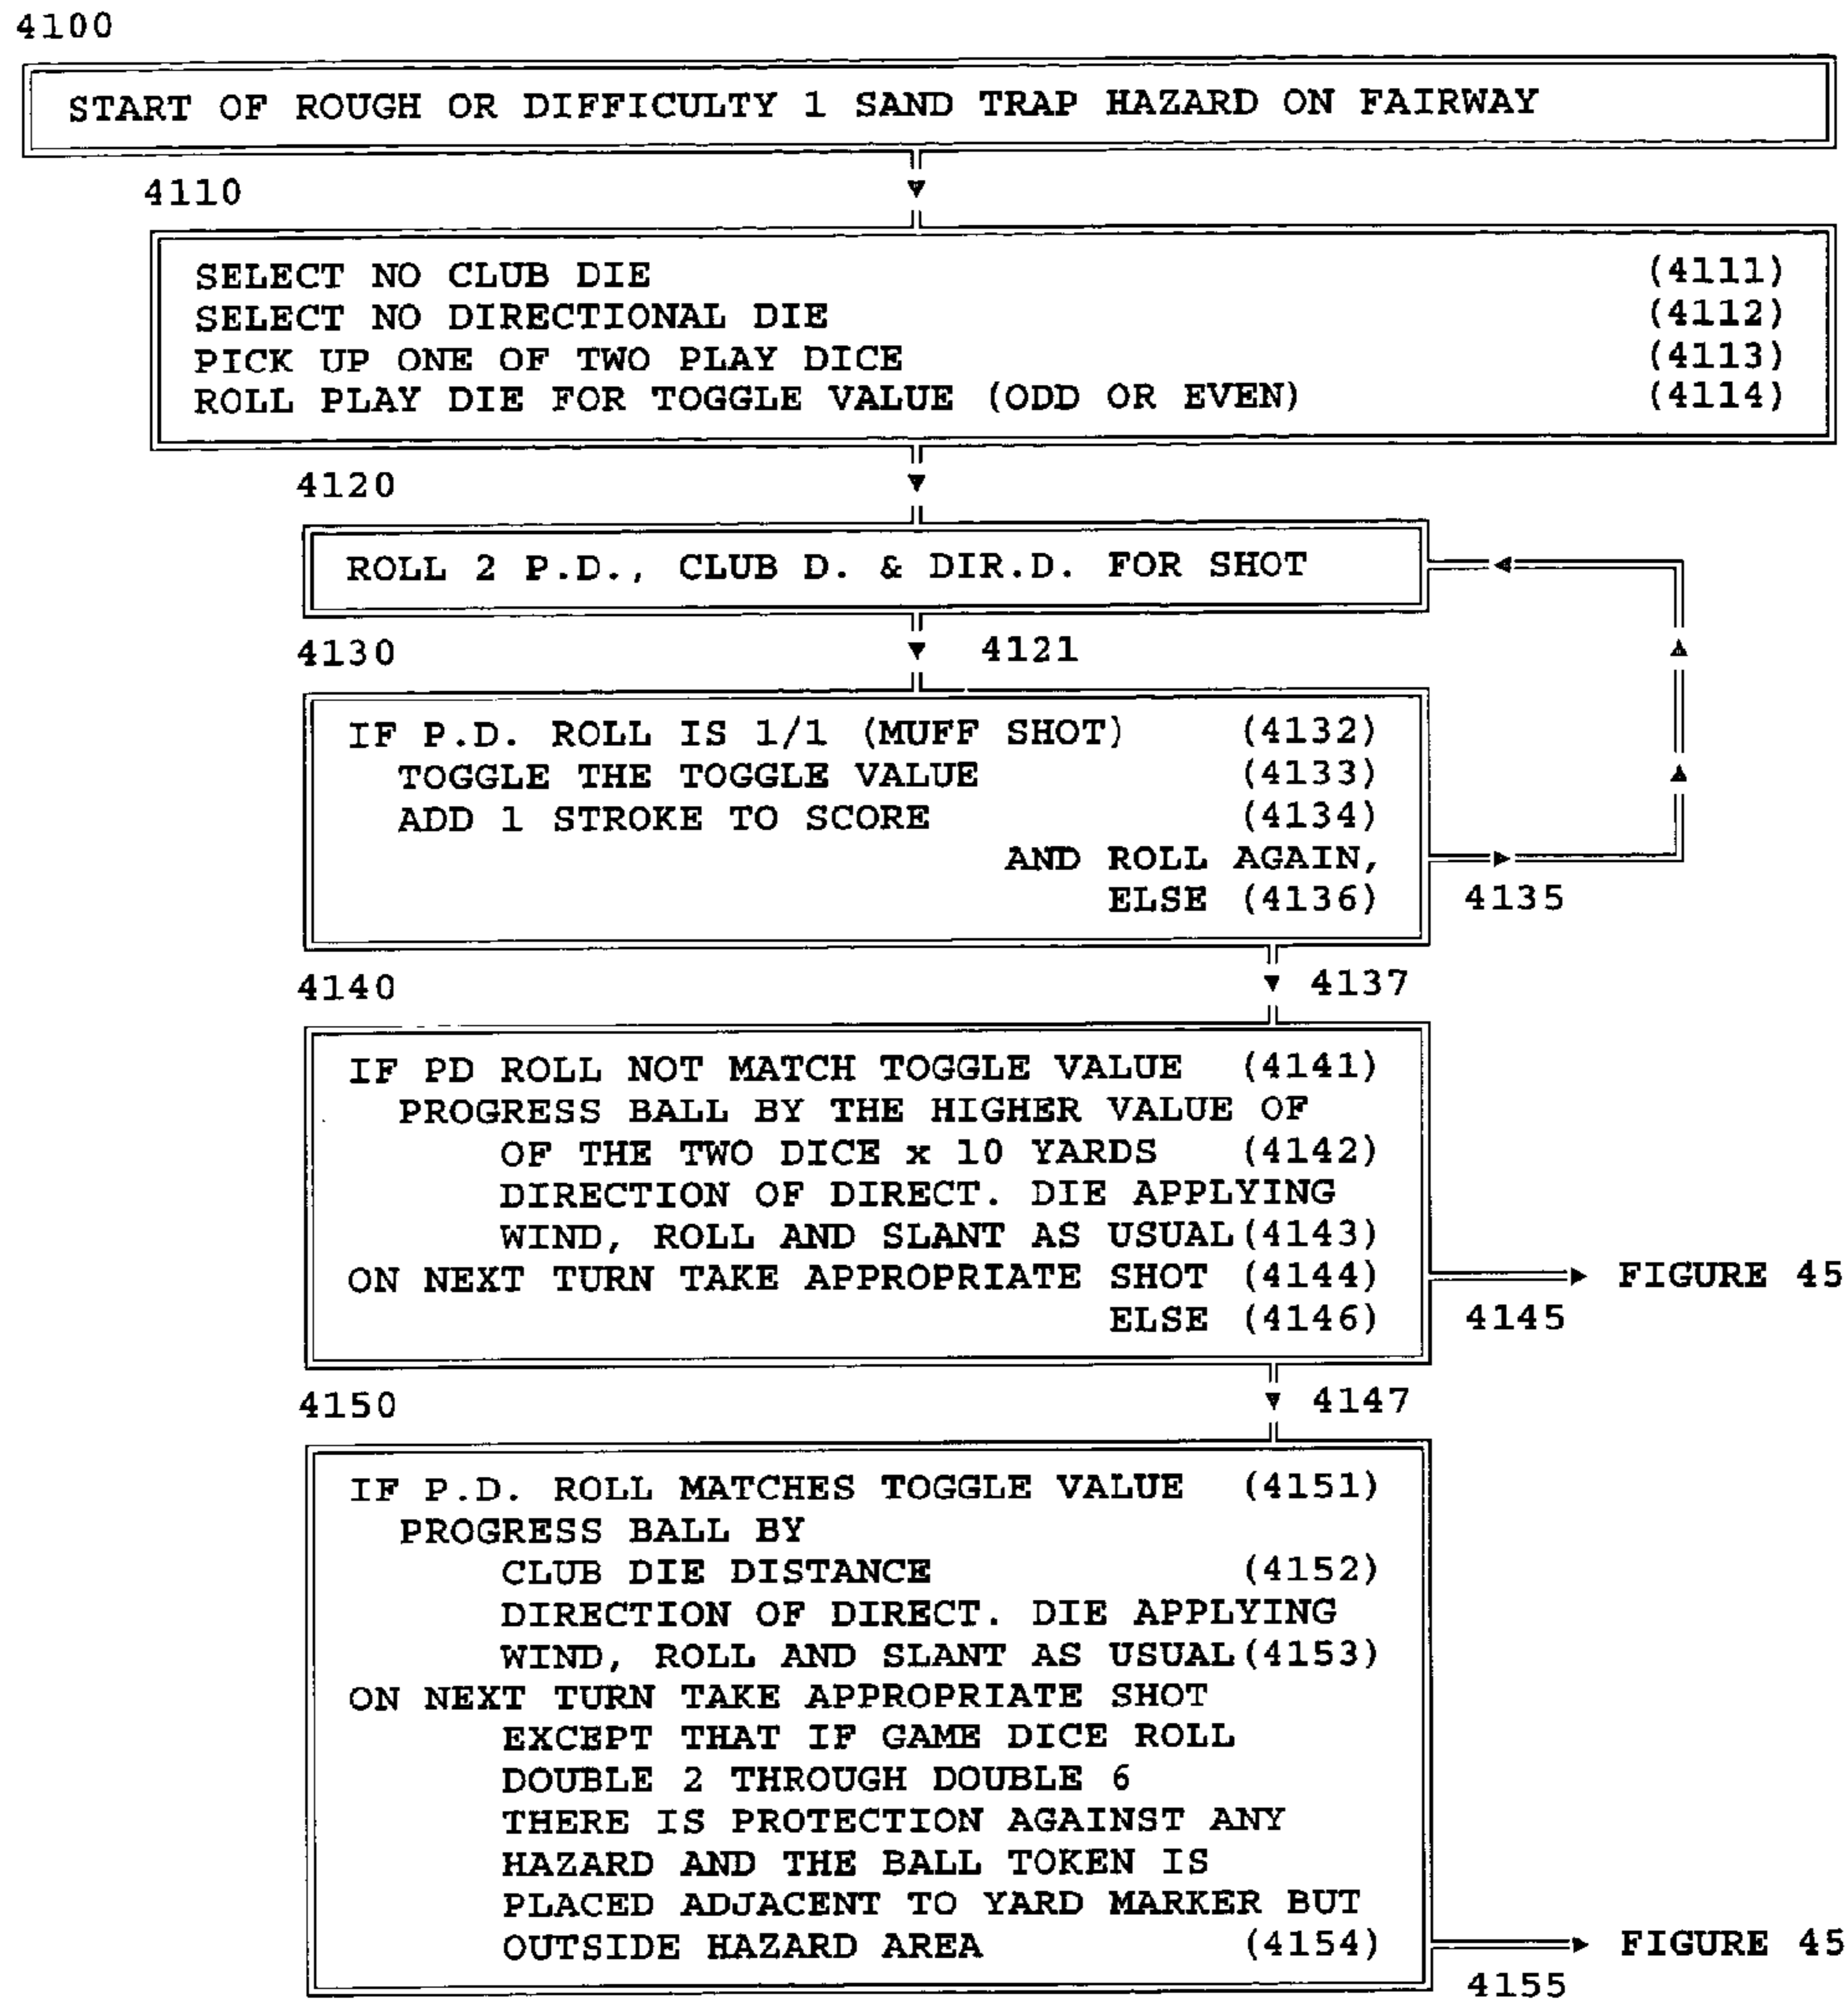 4100
START OF ROUGH OR DIFFICULTY 1 SAND TRAP HAZARD ON FAIRWAY
4110
SELECT NO CLUB DIE (4111)
SELECT NO DIRECTIONAL DIE (4112)
PICK UP ONE OF TWO PLAY DICE (4113)
ROLL PLAY DIE FOR TOGGLE VALUE (ODD OR EVEN) (4114)
4120
ROLL 2 P.D., CLUB D. & DIR.D. FOR SHOT
4130
4121
IF P.D. ROLL IS 1/1 (MUFF SHOT) (4132)
TOGGLE THE TOGGLE VALUE (4133)
ADD 1 STROKE TO SCORE (4134)
AND ROLL AGAIN,
ELSE (4136)
4135
4140
4137
IF PD ROLL NOT MATCH TOGGLE VALUE (4141)
PROGRESS BALL BY THE HIGHER VALUE OF
OF THE TWO DICE x 10 YARDS (4142)
DIRECTION OF DIRECT. DIE APPLYING
WIND, ROLL AND SLANT AS USUAL(4143)
ON NEXT TURN TAKE APPROPRIATE SHOT (4144)
FIGURE 45
ELSE (4146)
4145
4150
4147
IF P.D. ROLL MATCHES TOGGLE VALUE (4151)
PROGRESS BALL BY
CLUB DIE DISTANCE (4152)
DIRECTION OF DIRECT. DIE APPLYING
WIND, ROLL AND SLANT AS USUAL(4153)
ON NEXT TURN TAKE APPROPRIATE SHOT
EXCEPT THAT IF GAME DICE ROLL
DOUBLE 2 THROUGH DOUBLE 6
THERE IS PROTECTION AGAINST ANY
HAZARD AND THE BALL TOKEN IS
PLACED ADJACENT TO YARD MARKER BUT
OUTSIDE HAZARD AREA (4154)
FIGURE 45
4155